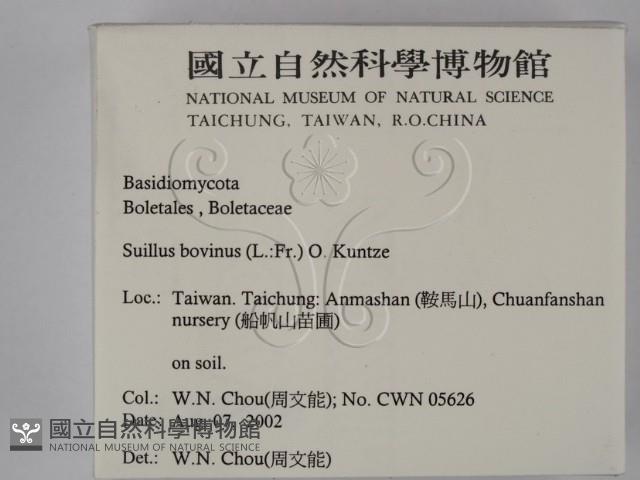 國立自然科學博物館
NATIONAL MUSEUM OF NATURAL SCIENCE
TAICHUNG, TAIWAN, R.O.CHINA
Basidiomycota
Boletales , Boletaceae
Suillus bovinus (L.:Fr.) O. Kuntze
Loc.: Taiwan. Taichung: Anmashan (鞍馬山), Chuanfanshan
nursery (船帆山苗圃)
on soil.
Col.: W.N. Chou(周文能); No. CWN 05626
Date: Aug. 07, 2002
國立自然科學博物館
NATIONAL MUSEUM OF NATURAL SCIENCE
Det.: W.N. Chou(周文能)